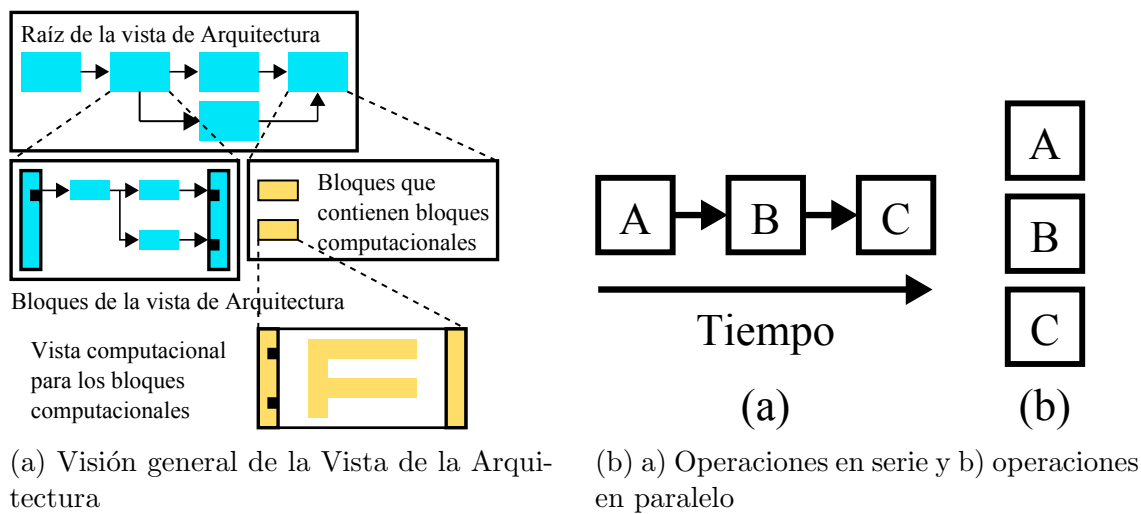 Raíz de la vista de Arquitectura
Bloques que
contienen bloques
computacionales
Bloques de la vista de Arquitectura
Vista computacional
para los bloques
computacionales
(a) Visión general de la Vista de la Arqui-
tectura
A
B
C
Tiempo
(a)
A
B
C
(b)
(b) a) Operaciones en serie y b) operaciones
en paralelo